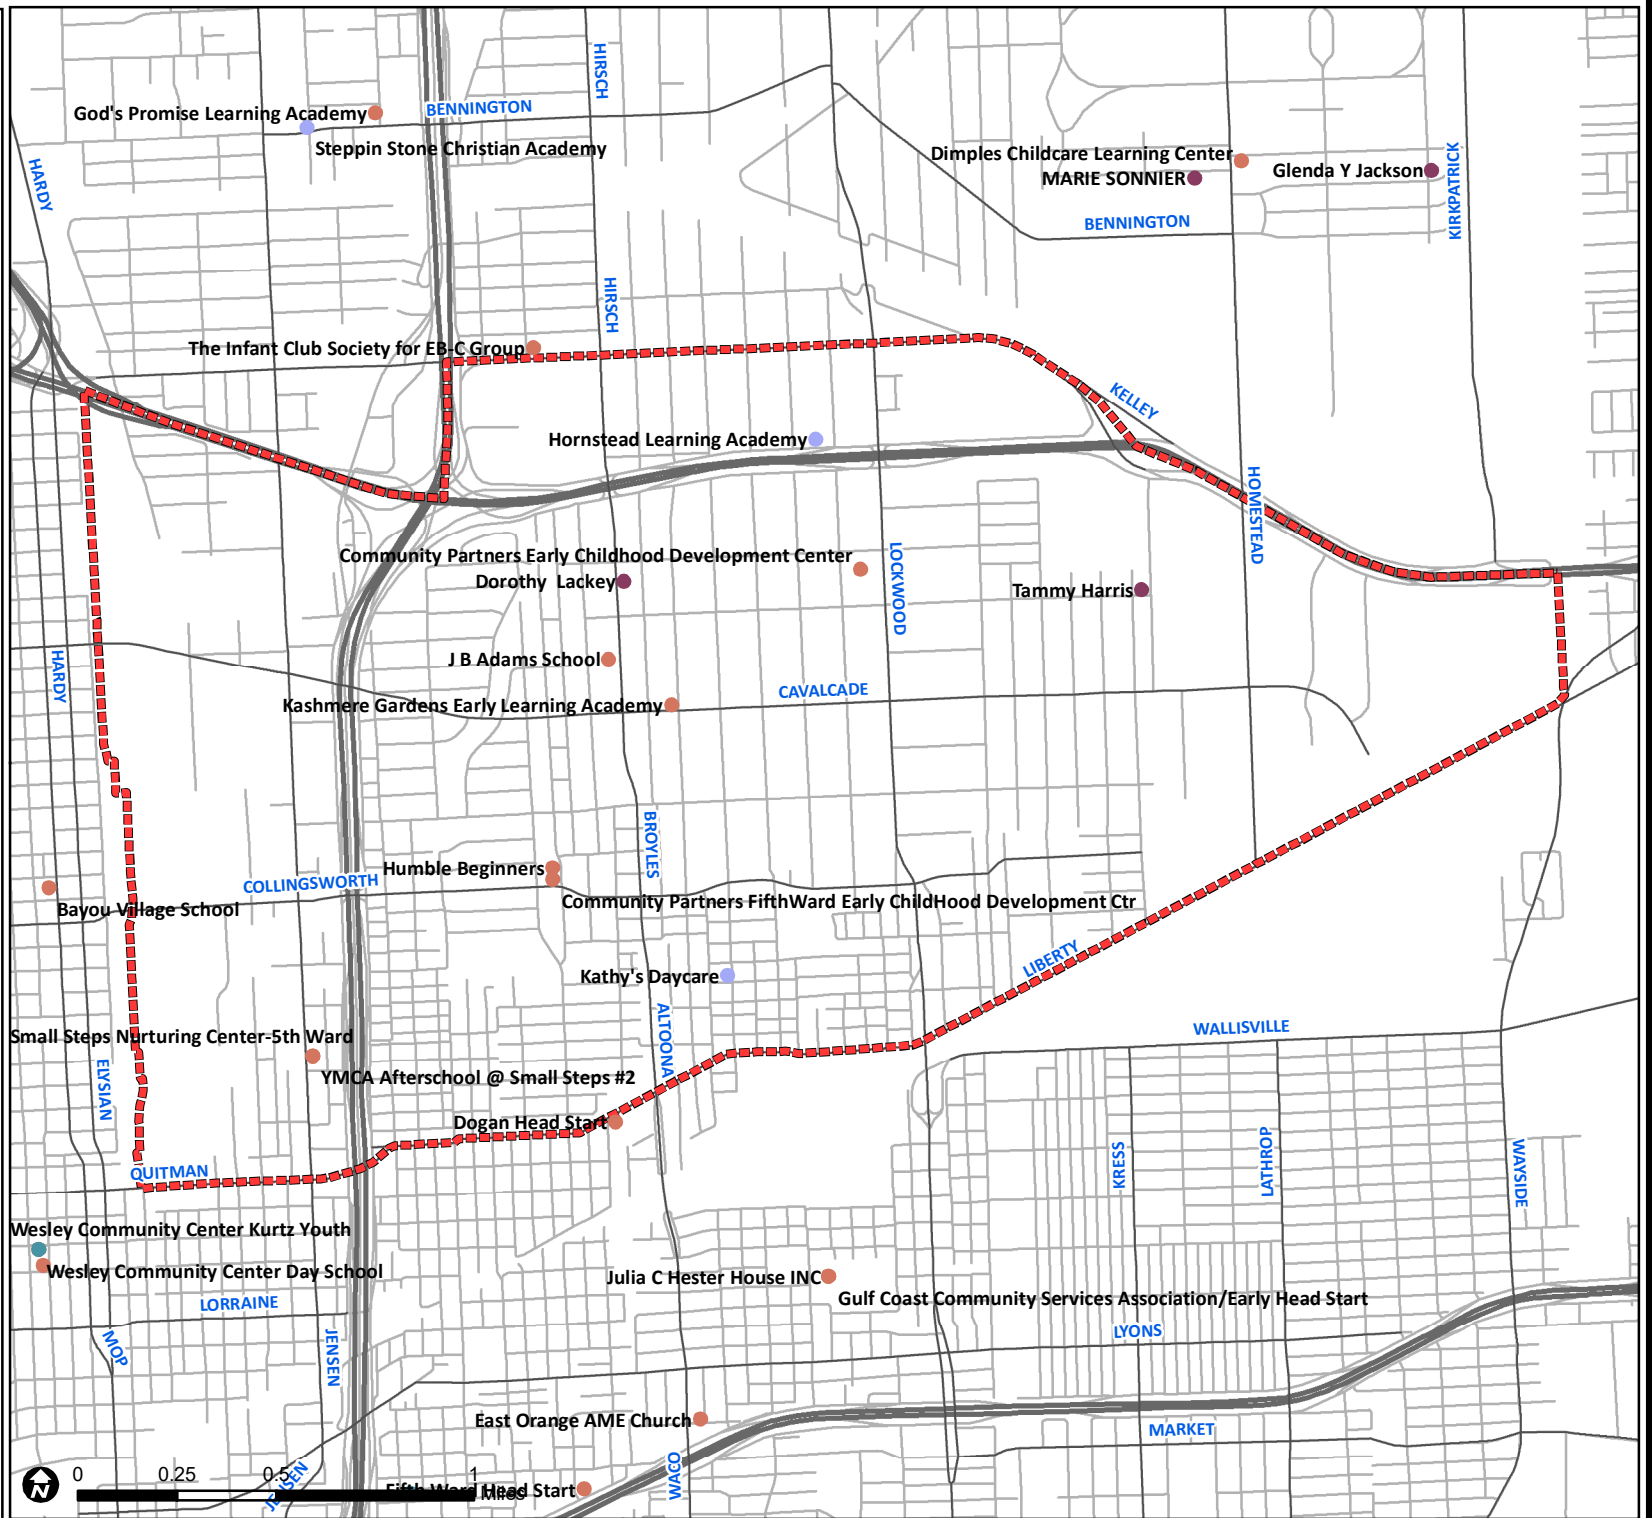 HIRSCH
God's Promise Learning Academy
BENNINGTON
Steppin Stone Christian Academy
HARDY
Dimples Childcare Learning Center
MARIE SONNIER
Glenda Y Jackson
KIRKPATRICK
BENNINGTON
HIRSCH
The Infant Club Society for EB-C Group
KELLEY
Hornstead Learning Academy
HOMESTEAD
Community Partners Early Childhood Development Center
Dorothy Lackey
LOCKWOOD
Tammy Harris
HARDY
J B Adams School
CAVALCADE
Kashmere Gardens Early Learning Academy
BROYLES
Humble Beginners
COLLINGSWORTH
Community Partners FifthWard Early ChildHood Development Ctr
Bayou Village School
LIBERTY
Kathy's Daycare
ALTOONA
WALLISVILLE
Small Steps Nurturing Center-5th Ward
ELYSIAN
YMCA Afterschool @ Small Steps #2
Dogan Head Start
QUITMAN
KRESS
LATHROP
WAYSIDE
Wesley Community Center Kurtz Youth
Wesley Community Center Day School
Julia C Hester House INC
Gulf Coast Community Services Association/Early Head Start
LORRAINE
MOP
JENSEN
LYONS
East Orange AME Church
MARKET
WACO
JENSEN
N
0 0.25 0.5 1
Miles
Fifth Ward Head Start